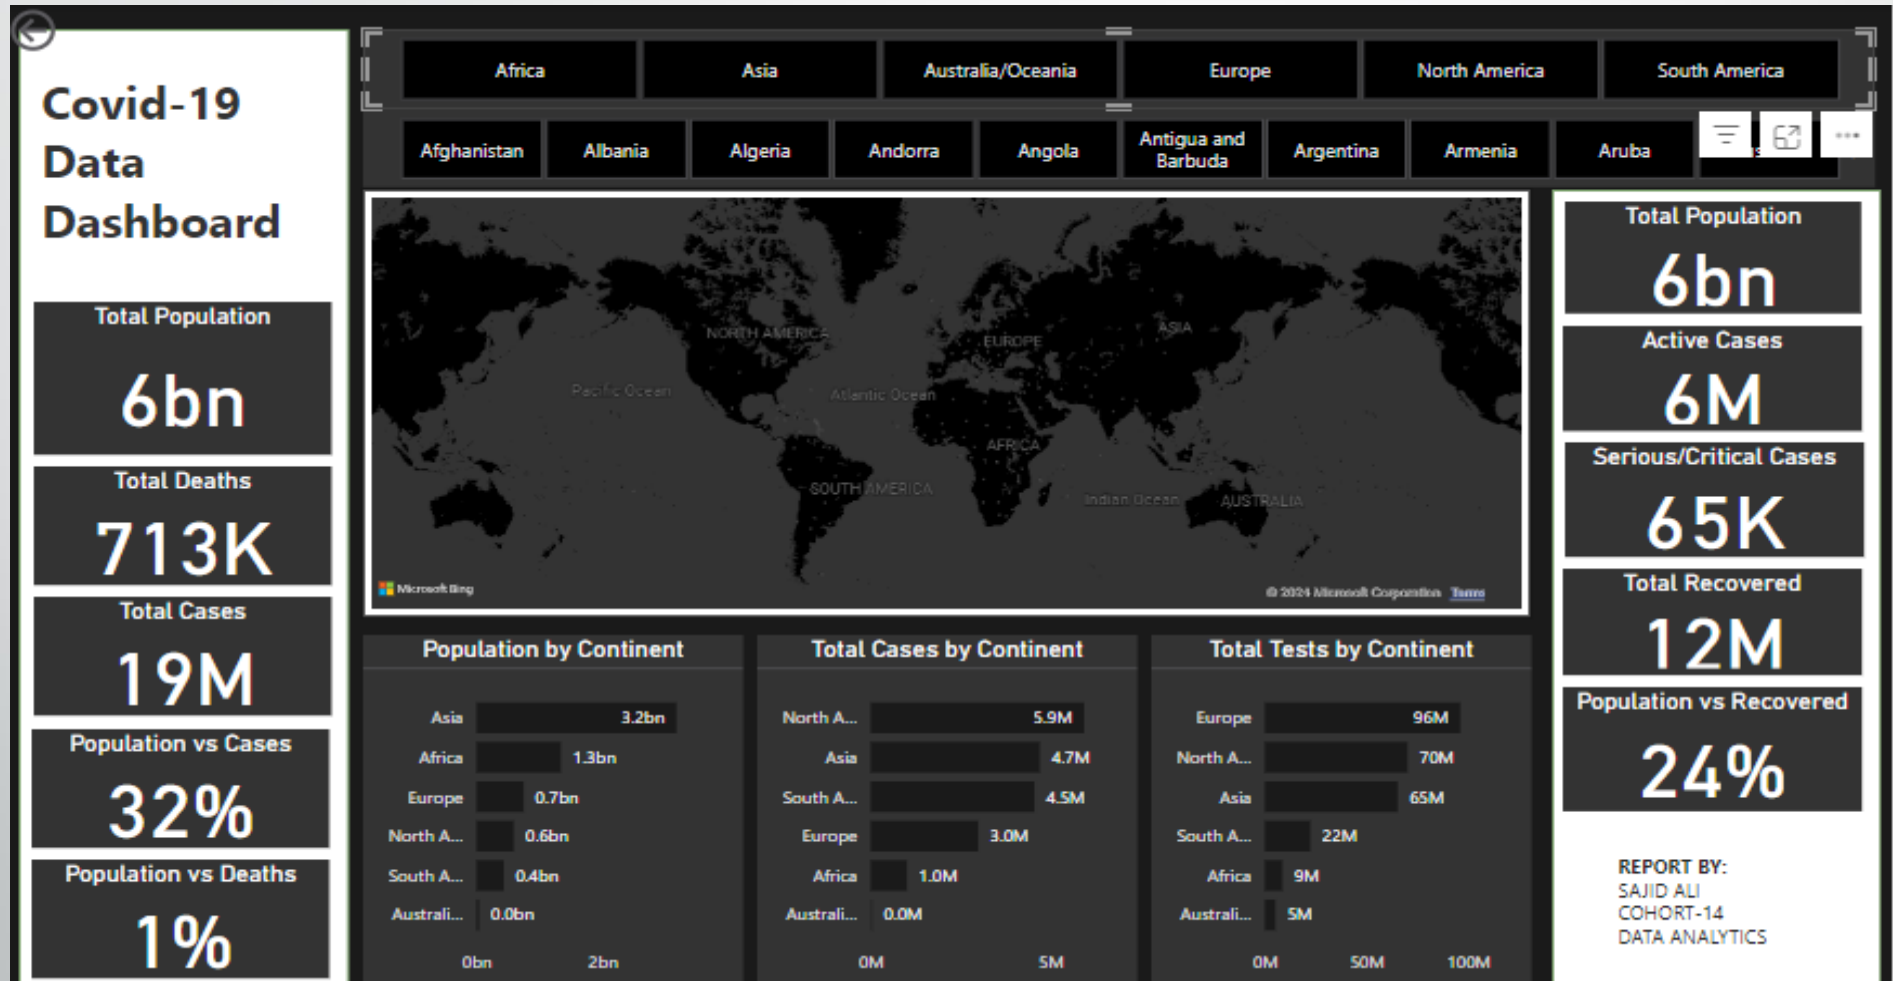 Covid-19
Data
Dashboard
Total Population
6bn
Total Deaths
713K
Total Cases
19M
Population vs Cases
32%
Population vs Deaths
1%
Africa
Asia
Australia/Oceania
Europe
North America
South America
Afghanistan
Albania
Algeria
Andorra
Angola
Antigua and
Barbuda
Argentina
Armenia
Aruba
NORTH AMERICA
EUROPE
ASIA
Pacific Ocean
Atlantic Ocean
AFRICA
SOUTH AMERICA
Indian Ocean
AUSTRALIA
Microsoft Bing
© 2024 Microsoft Corporation Terms
Population by Continent
Asia 3.2bn
Africa 1.3bn
Europe 0.7bn
North A... 0.6bn
South A... 0.4bn
Australi... 0.0bn
0bn 2bn
Total Cases by Continent
North A... 5.9M
Asia 4.7M
South A... 4.5M
Europe 3.0M
Africa 1.0M
Australi... 0.0M
0M 5M
Total Tests by Continent
Europe 96M
North A... 70M
Asia 65M
South A... 22M
Africa 9M
Australi... 5M
0M 50M 100M
Total Population
6bn
Active Cases
6M
Serious/Critical Cases
65K
Total Recovered
12M
Population vs Recovered
24%
REPORT BY:
SAJID ALI
COHORT-14
DATA ANALYTICS